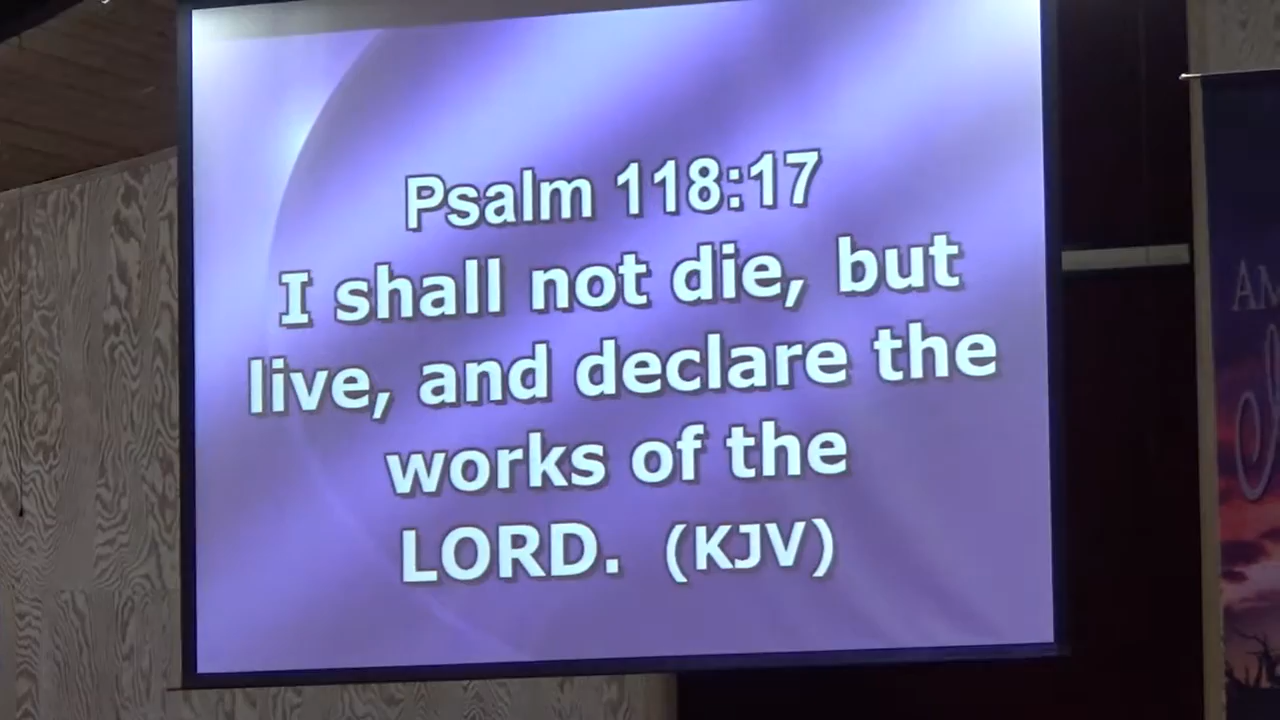 Psalm 118:17
I shall not die, but
live, and declare the
works of the
LORD. (KJV)